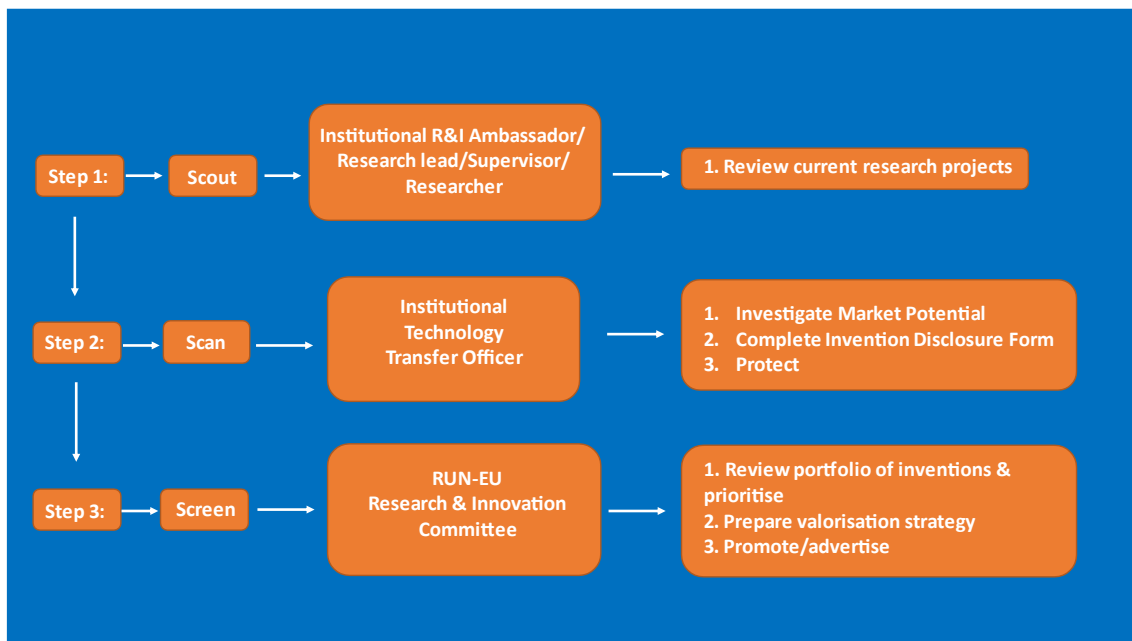 Step 1:
Scout
Institutional R&I Ambassador/
Research lead/Supervisor/
Researcher
1. Review current research projects
Step 2:
Scan
Institutional
Technology
Transfer Officer
1. Investigate Market Potential
2. Complete Invention Disclosure Form
3. Protect
Step 3:
Screen
RUN-EU
Research & Innovation
Committee
1. Review portfolio of inventions &
prioritise
2. Prepare valorisation strategy
3. Promote/advertise